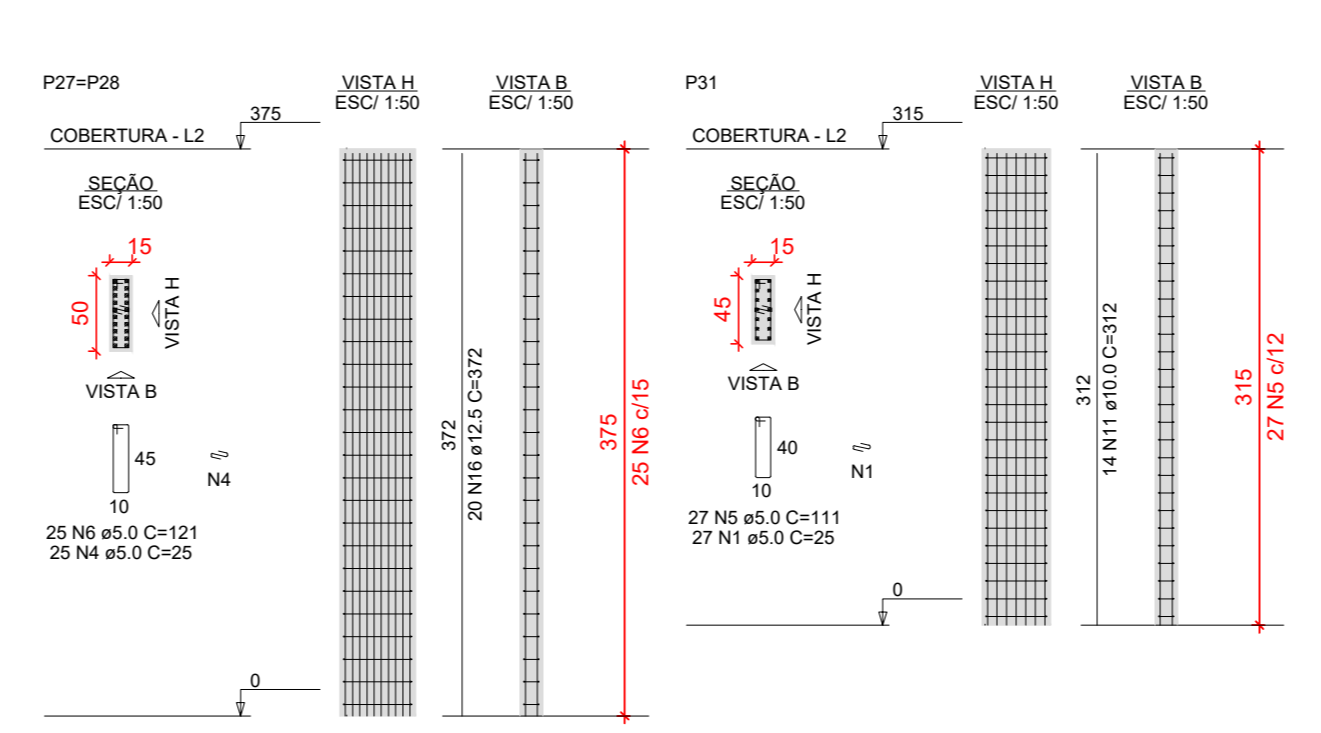 P27=P28
VISTA H
ESC/ 1:50
VISTA B
ESC/ 1:50
375
COBERTURA - L2
SEÇÃO
ESC/ 1:50
15
50
VISTA H
VISTA B
45
10
N4
25 N6 ø5.0 C=121
25 N4 ø5.0 C=25
0
372
20 N16 ø12.5 C=372
375
25 N6 c/15
P31
VISTA H
ESC/ 1:50
VISTA B
ESC/ 1:50
315
COBERTURA - L2
SEÇÃO
ESC/ 1:50
15
45
VISTA H
VISTA B
40
10
N1
27 N5 ø5.0 C=111
27 N1 ø5.0 C=25
0
312
14 N11 ø10.0 C=312
315
27 N5 c/12